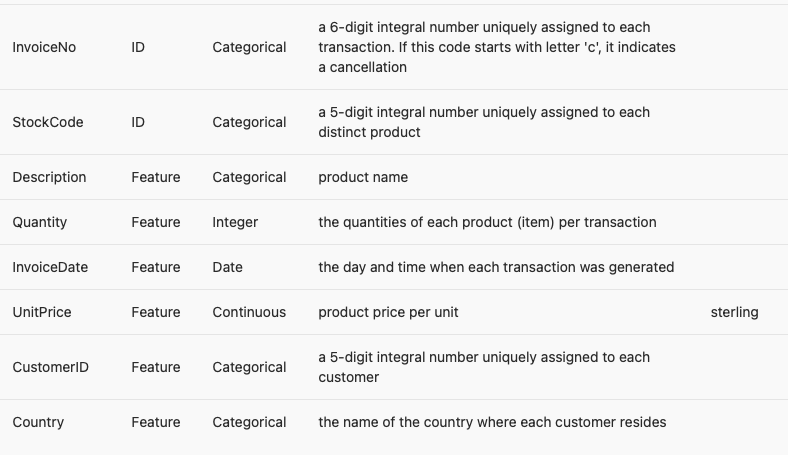 InvoiceNo ID Categorical a 6-digit integral number uniquely assigned to each
transaction. If this code starts with letter 'c', it indicates
a cancellation
StockCode ID Categorical a 5-digit integral number uniquely assigned to each
distinct product
Description Feature Categorical product name
Quantity Feature Integer the quantities of each product (item) per transaction
InvoiceDate Feature Date the day and time when each transaction was generated
UnitPrice Feature Continuous product price per unit sterling
CustomerID Feature Categorical a 5-digit integral number uniquely assigned to each
customer
Country Feature Categorical the name of the country where each customer resides